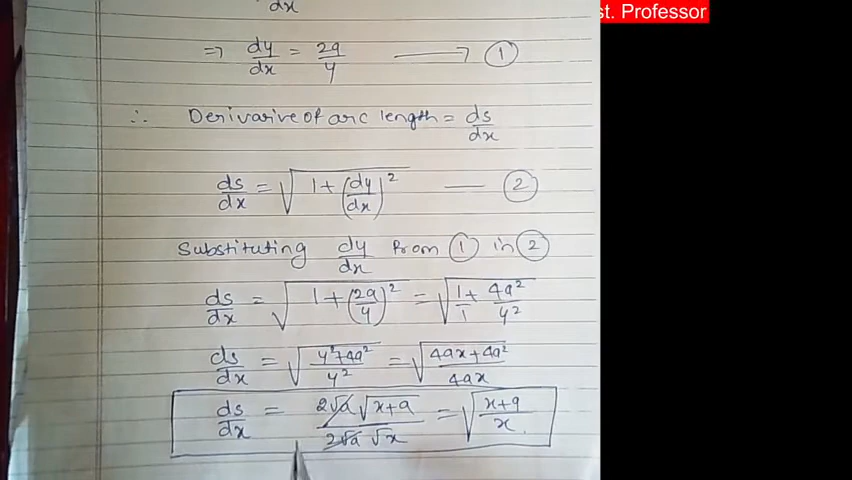 st. Professor
dx
=> dy/dx = 2a/y ——→ ①
∴ Derivarive of arc length = ds/dx
ds/dx = √(1 + (dy/dx)²) — ②
Substituting dy/dx from ① in ②
ds/dx = √(1 + (2a/y)²) = √(1/1 + 4a²/y²)
ds/dx = √((y²+4a²)/y²) = √((4ax+4a²)/4ax)
ds/dx = 2√a √(x+a) / 2√a √x = √((x+a)/x).